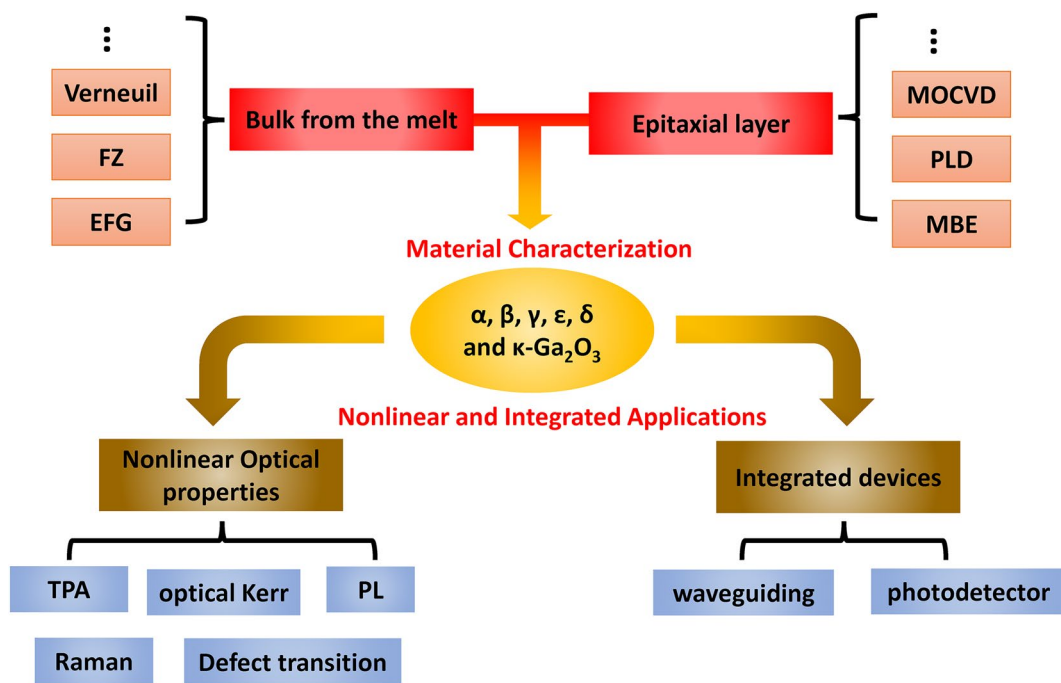 ⋮
Verneuil
FZ
EFG
Bulk from the melt
Epitaxial layer
⋮
MOCVD
PLD
MBE
Material Characterization
α, β, γ, ε, δ
and κ-Ga₂O₃
Nonlinear and Integrated Applications
Nonlinear Optical
properties
TPA
optical Kerr
PL
Raman
Defect transition
Integrated devices
waveguiding
photodetector